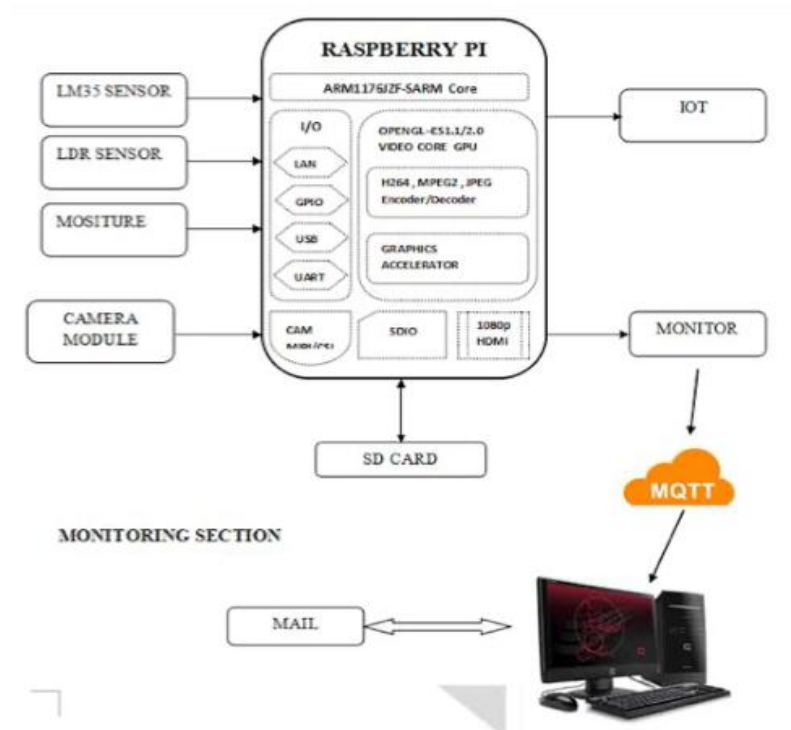 RASPBERRY PI
ARM1176JZF-SARM Core
LM35 SENSOR
LDR SENSOR
MOSITURE
CAMERA
MODULE
I/O
LAN
GPIO
USB
UART
OPENGL-ES1.1/2.0
VIDEO CORE GPU
H264, MPEG2, JPEG
Encoder/Decoder
GRAPHICS
ACCELERATOR
CAM
MIPI/CSI
SDIO
1080p
HDMI
IOT
MONITOR
SD CARD
MQTT
MONITORING SECTION
MAIL